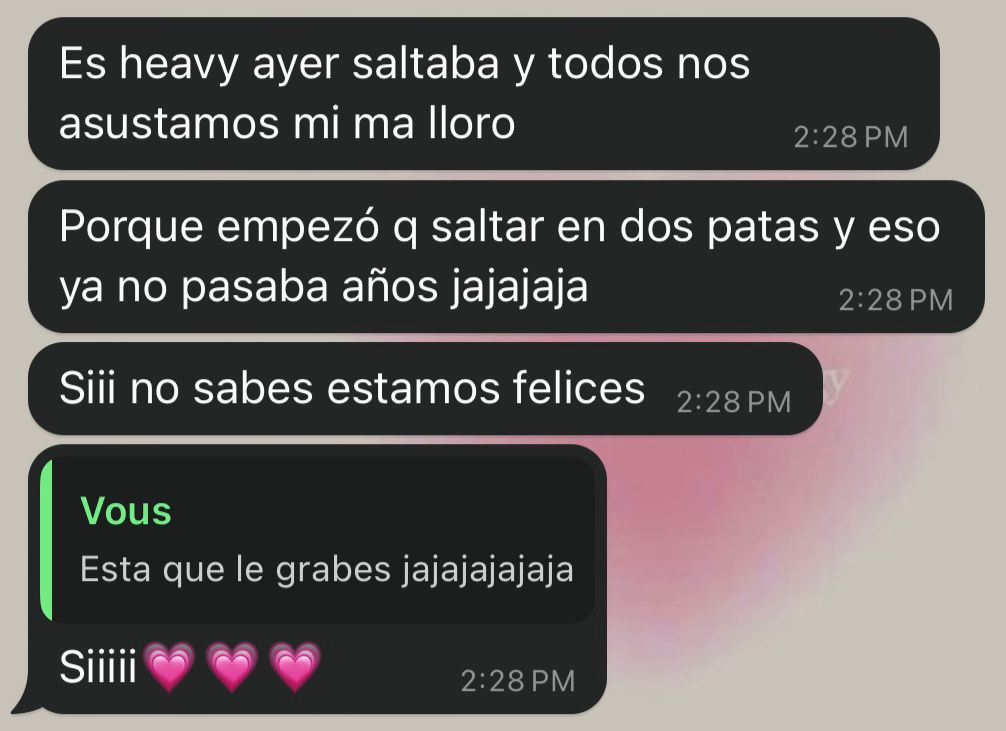 Es heavy ayer saltaba y todos nos
asustamos mi ma lloro
2:28 PM
Porque empezó q saltar en dos patas y eso
ya no pasaba años jajajaja
2:28 PM
Siii no sabes estamos felices
2:28 PM
Vous
Esta que le grabes jajajajajaja
Siiiii💗💗💗
2:28 PM